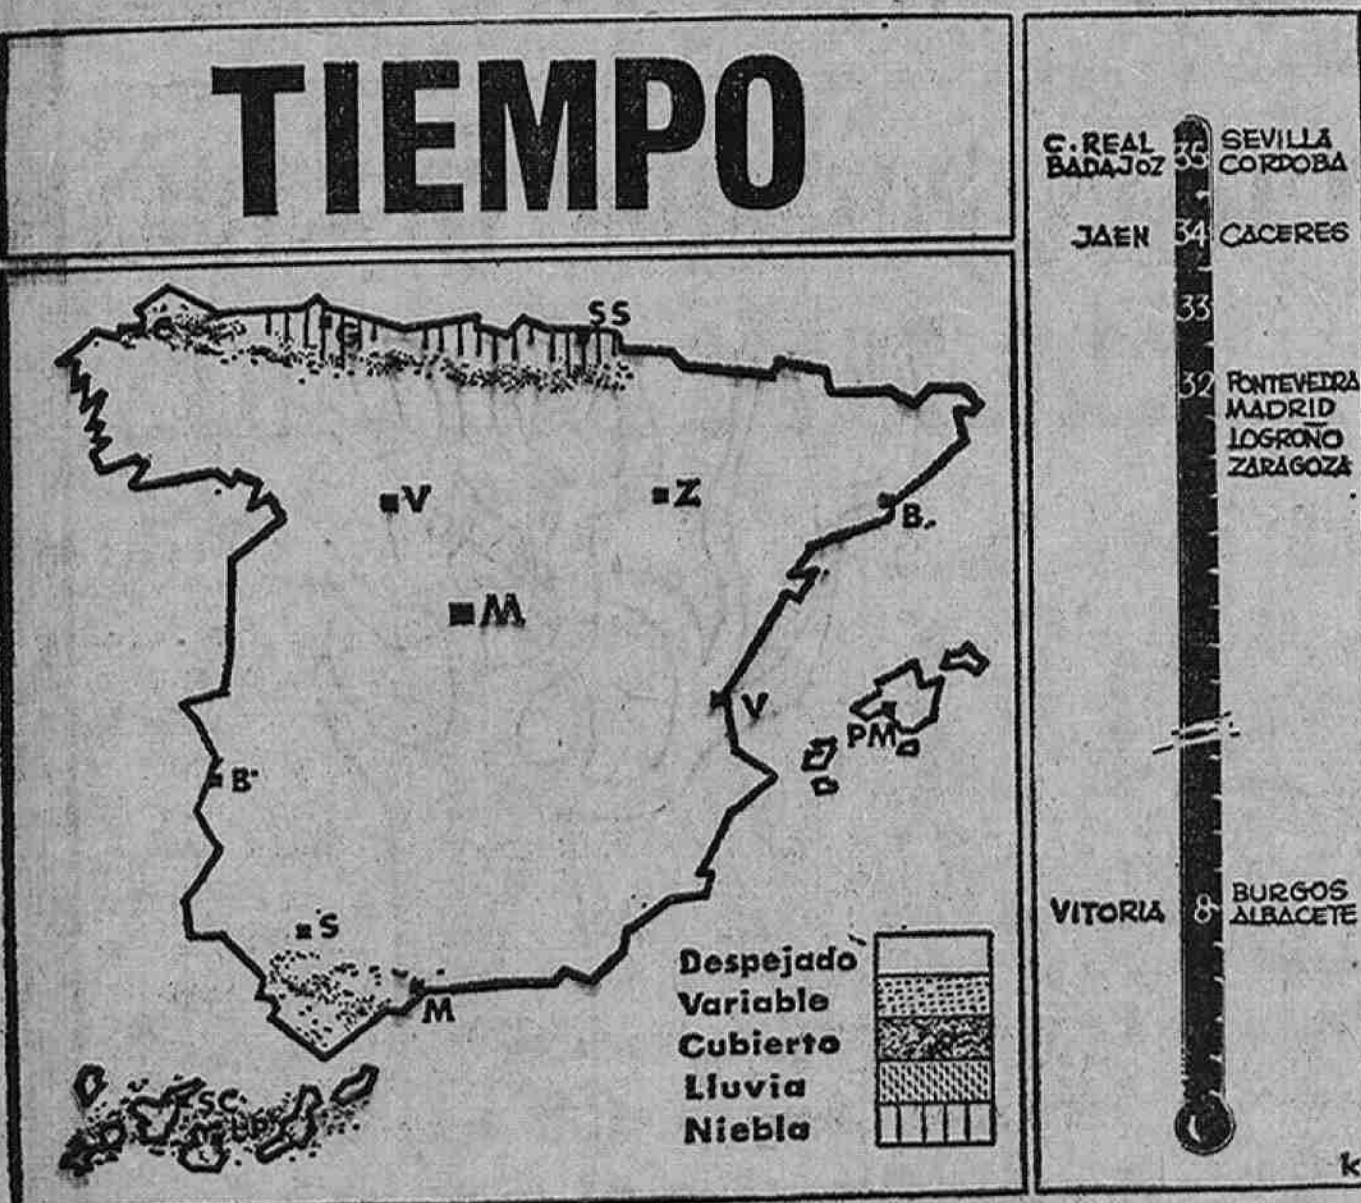 TIEMPO
SS
V
Z
B.
M
V
PM
B
S
M
SC
Despejado
Variable
Cubierto
Lluvia
Niebla
C. REAL 35 SEVILLA
BADAJOZ CORDOBA
JAEN 34 CACERES
33
32 PONTEVEDRA
MADRID
LOGROÑO
ZARAGOZA
VITORIA 8 BURGOS
ALBACETE
k